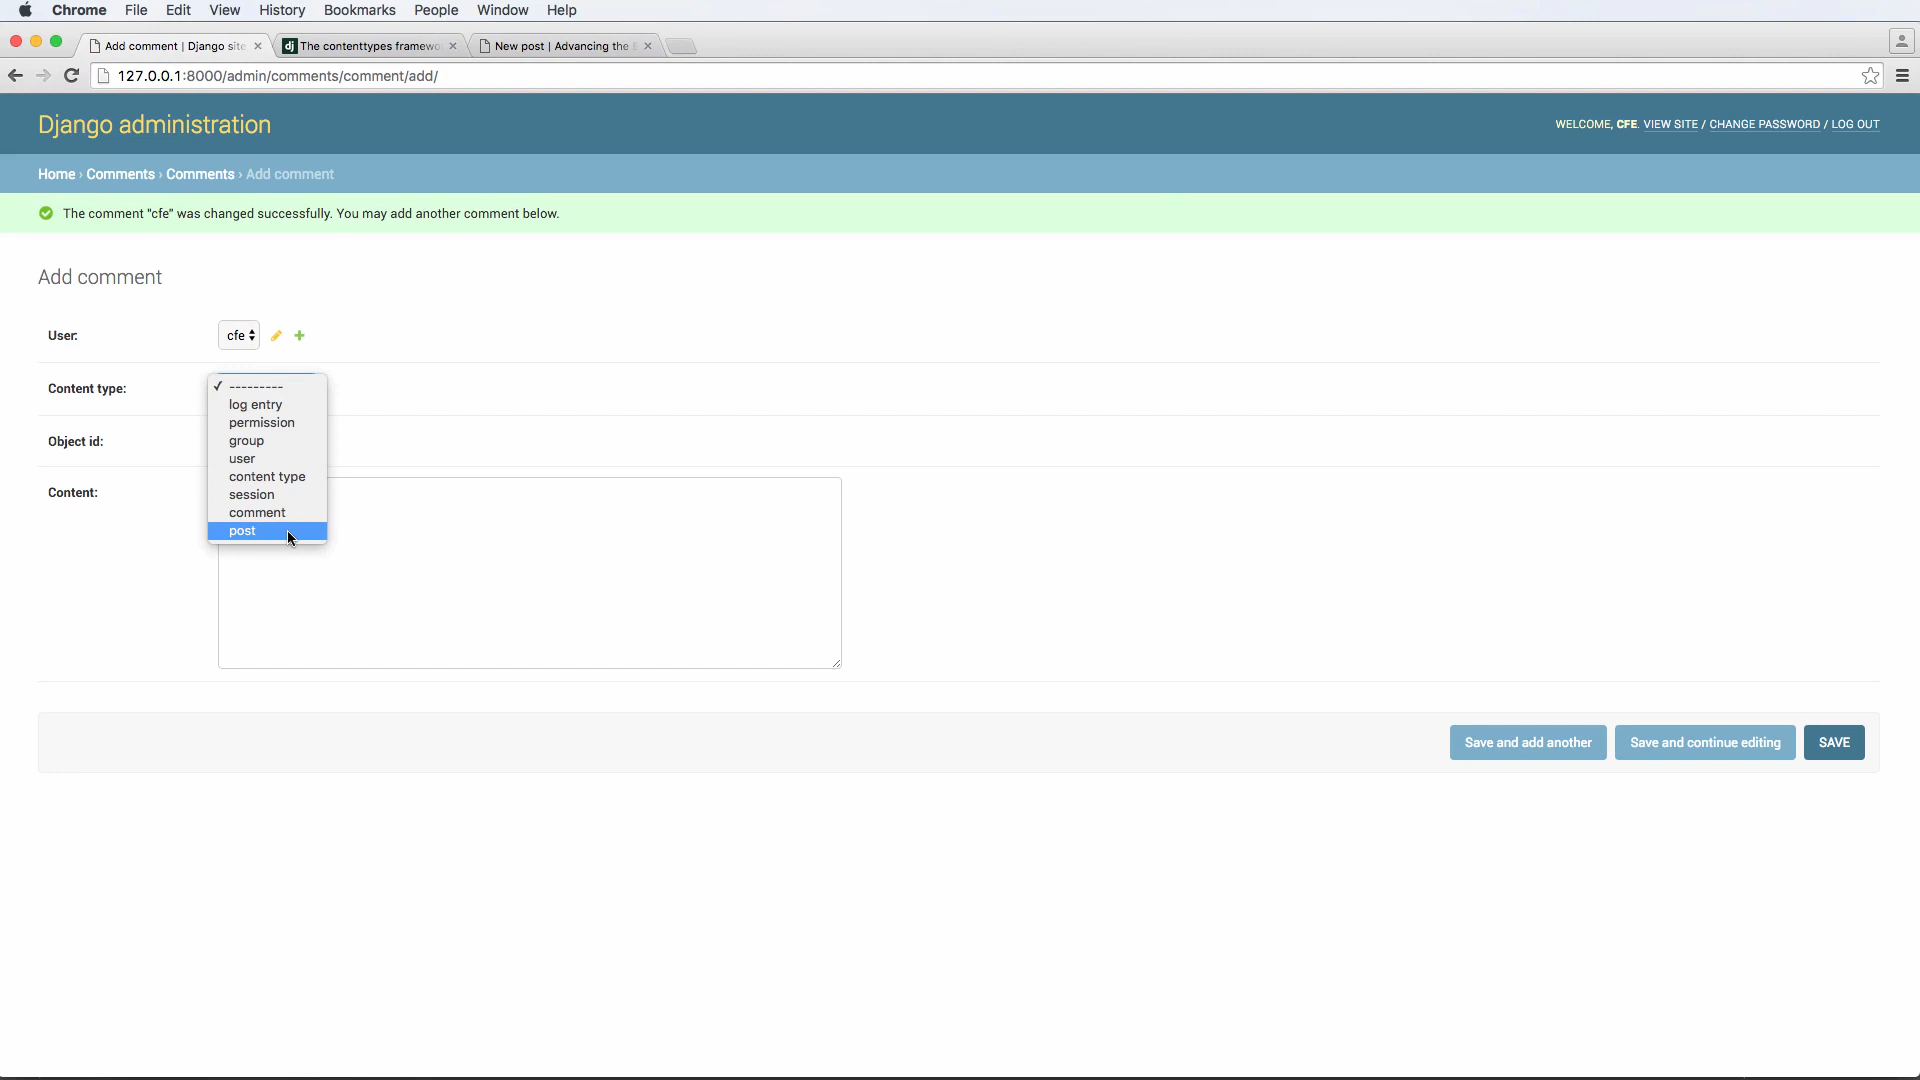 Chrome File Edit View History Bookmarks People Window Help
Add comment | Django site
dj The contenttypes framewo
New post | Advancing the B
127.0.0.1:8000/admin/comments/comment/add/
Django administration
WELCOME, CFE. VIEW SITE / CHANGE PASSWORD / LOG OUT
Home › Comments › Comments › Add comment
The comment "cfe" was changed successfully. You may add another comment below.
Add comment
User:
cfe
Content type:
✓ ---------
log entry
permission
group
user
content type
session
comment
post
Object id:
Content:
Save and add another
Save and continue editing
SAVE